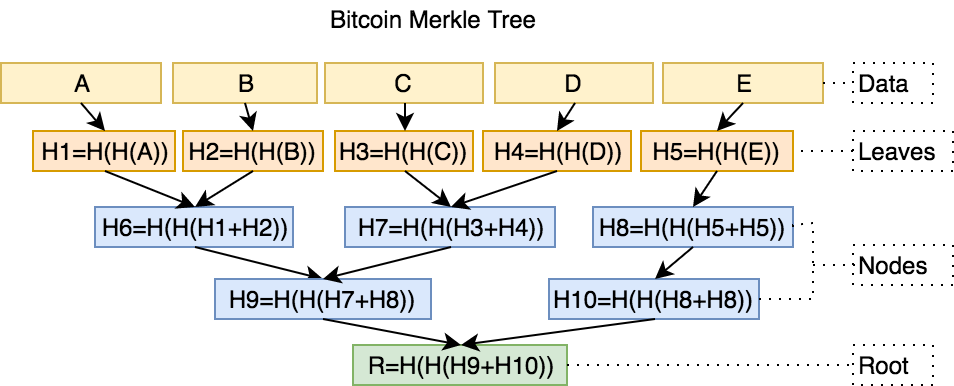 Bitcoin Merkle Tree
A B C D E Data
H1=H(H(A)) H2=H(H(B)) H3=H(H(C)) H4=H(H(D)) H5=H(H(E)) Leaves
H6=H(H(H1+H2)) H7=H(H(H3+H4)) H8=H(H(H5+H5))
Nodes
H9=H(H(H7+H8)) H10=H(H(H8+H8))
R=H(H(H9+H10)) Root